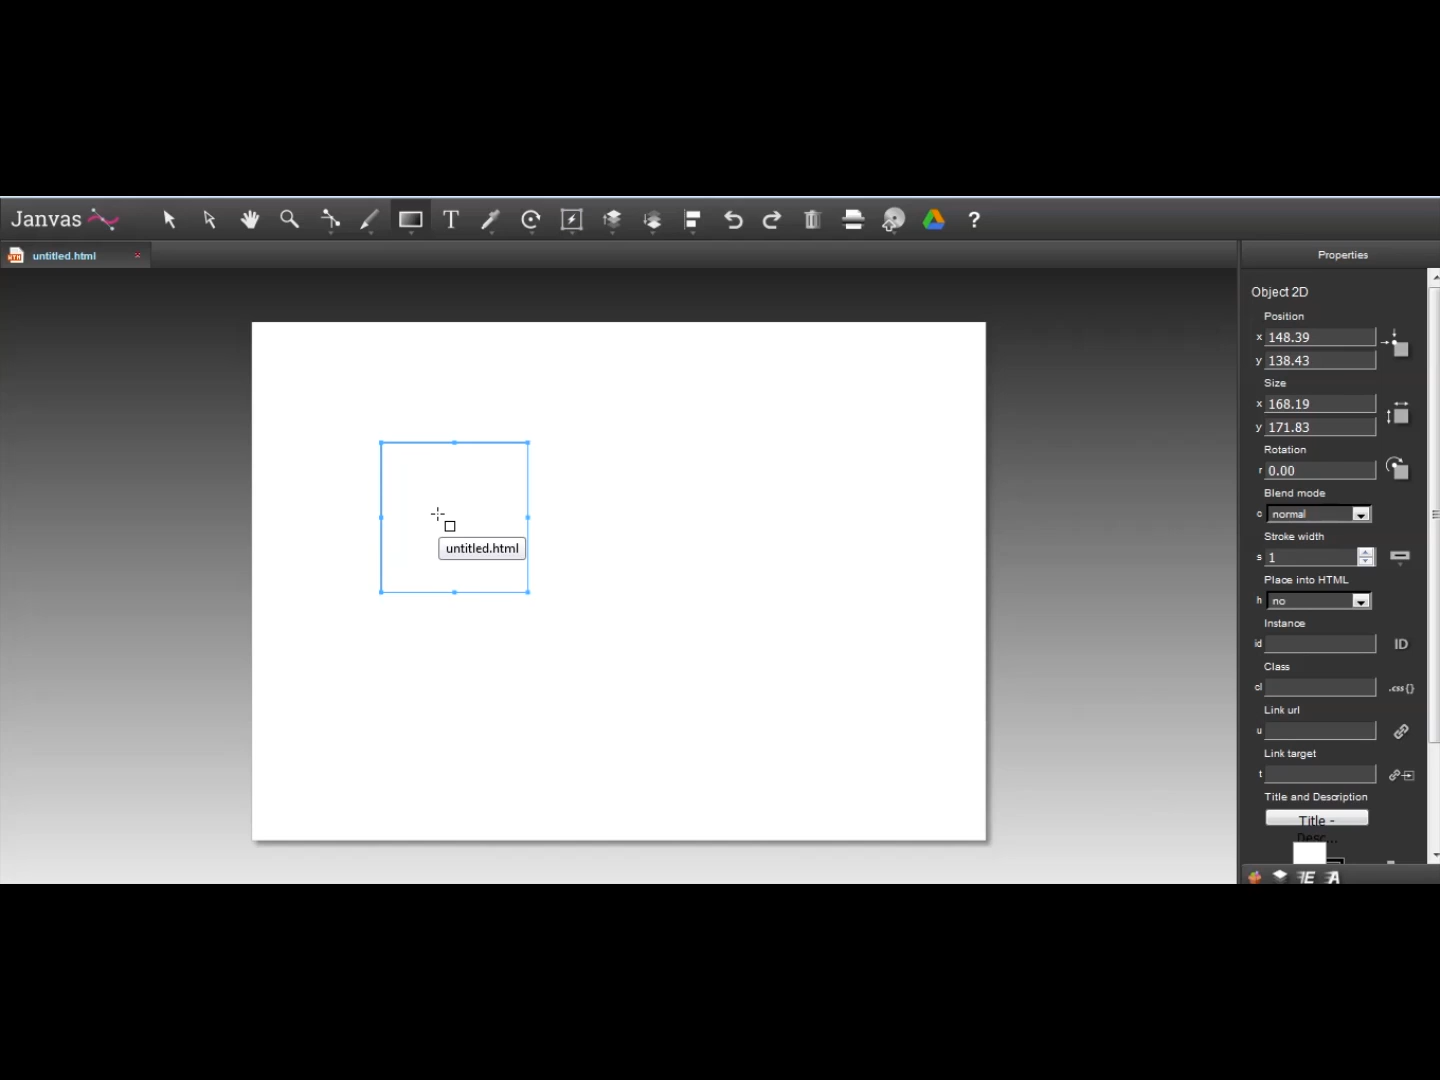 Janvas
T
?
untitled.html
Properties
Object 2D
Position
x 148.39
y 138.43
Size
x 168.19
y 171.83
Rotation
r 0.00
Blend mode
c normal
Stroke width
s 1
Place into HTML
h no
Instance
id ID
Class
cl .css{}
Link url
u
Link target
t
Title and Description
Title -
Desc...
E A
untitled.html